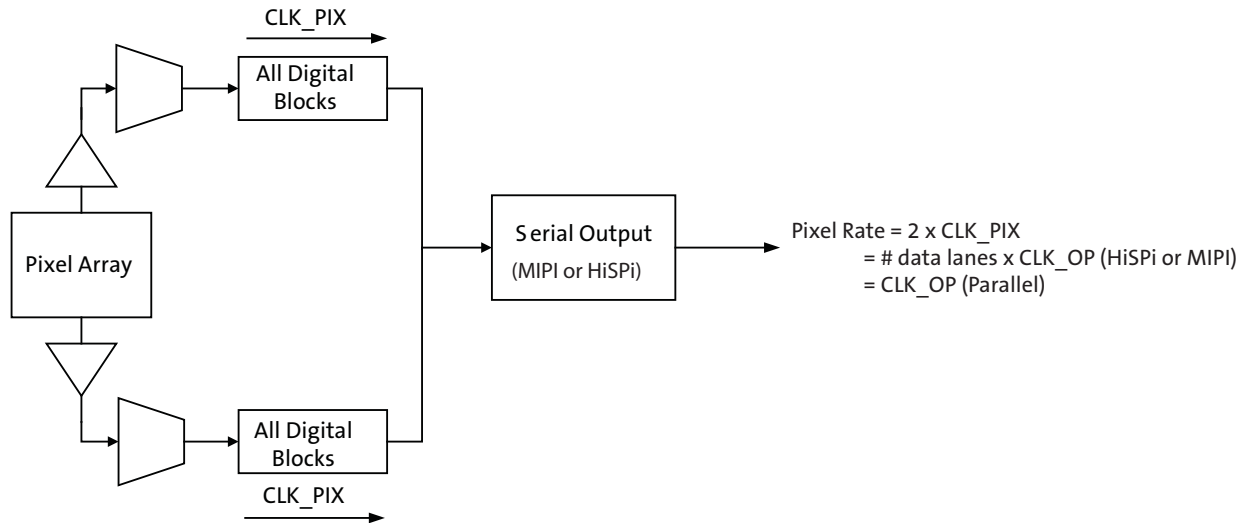 CLK_PIX
All Digital
Blocks
Pixel Array
Serial Output
(MIPI or HiSPi)
Pixel Rate = 2 x CLK_PIX
= # data lanes x CLK_OP (HiSPi or MIPI)
= CLK_OP (Parallel)
All Digital
Blocks
CLK_PIX